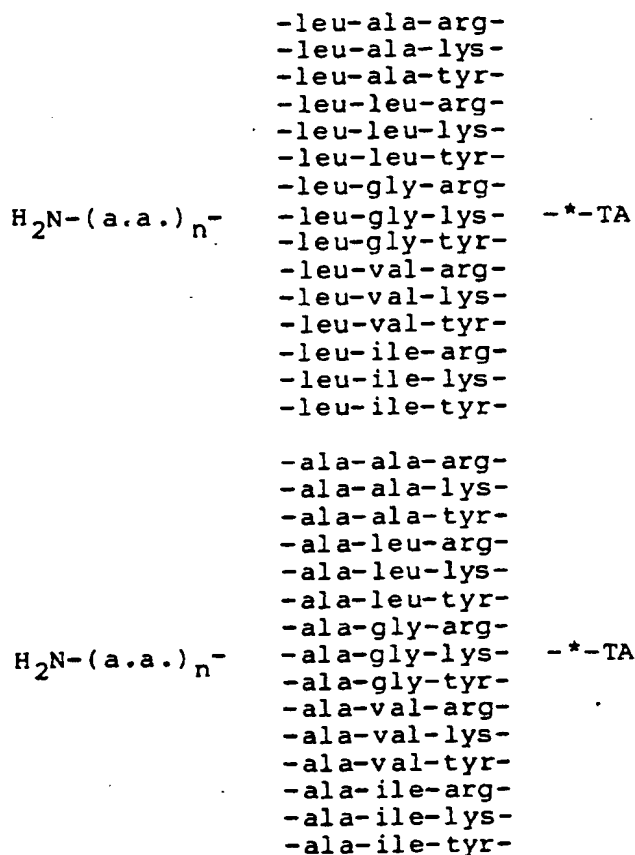 -leu-ala-arg-
-leu-ala-lys-
-leu-ala-tyr-
-leu-leu-arg-
-leu-leu-lys-
-leu-leu-tyr-
-leu-gly-arg-
H2N-(a.a.)n- -leu-gly-lys- -*-TA
-leu-gly-tyr-
-leu-val-arg-
-leu-val-lys-
-leu-val-tyr-
-leu-ile-arg-
-leu-ile-lys-
-leu-ile-tyr-
-ala-ala-arg-
-ala-ala-lys-
-ala-ala-tyr-
-ala-leu-arg-
-ala-leu-lys-
-ala-leu-tyr-
-ala-gly-arg-
H2N-(a.a.)n- -ala-gly-lys- -*-TA
-ala-gly-tyr-
-ala-val-arg-
-ala-val-lys-
-ala-val-tyr-
-ala-ile-arg-
-ala-ile-lys-
-ala-ile-tyr-